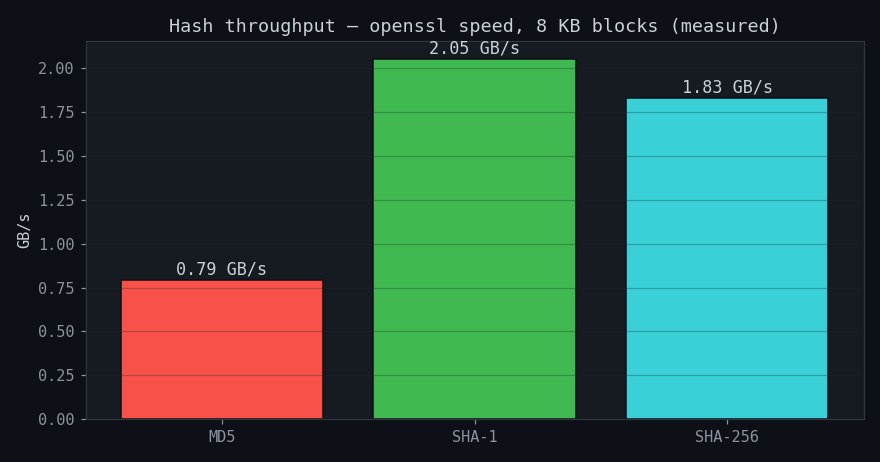 Hash throughput — openssl speed, 8 KB blocks (measured)
2.05 GB/s
2.00
1.83 GB/s
1.75
1.50
1.25
GB/s
1.00
0.79 GB/s
0.75
0.50
0.25
0.00
MD5
SHA-1
SHA-256